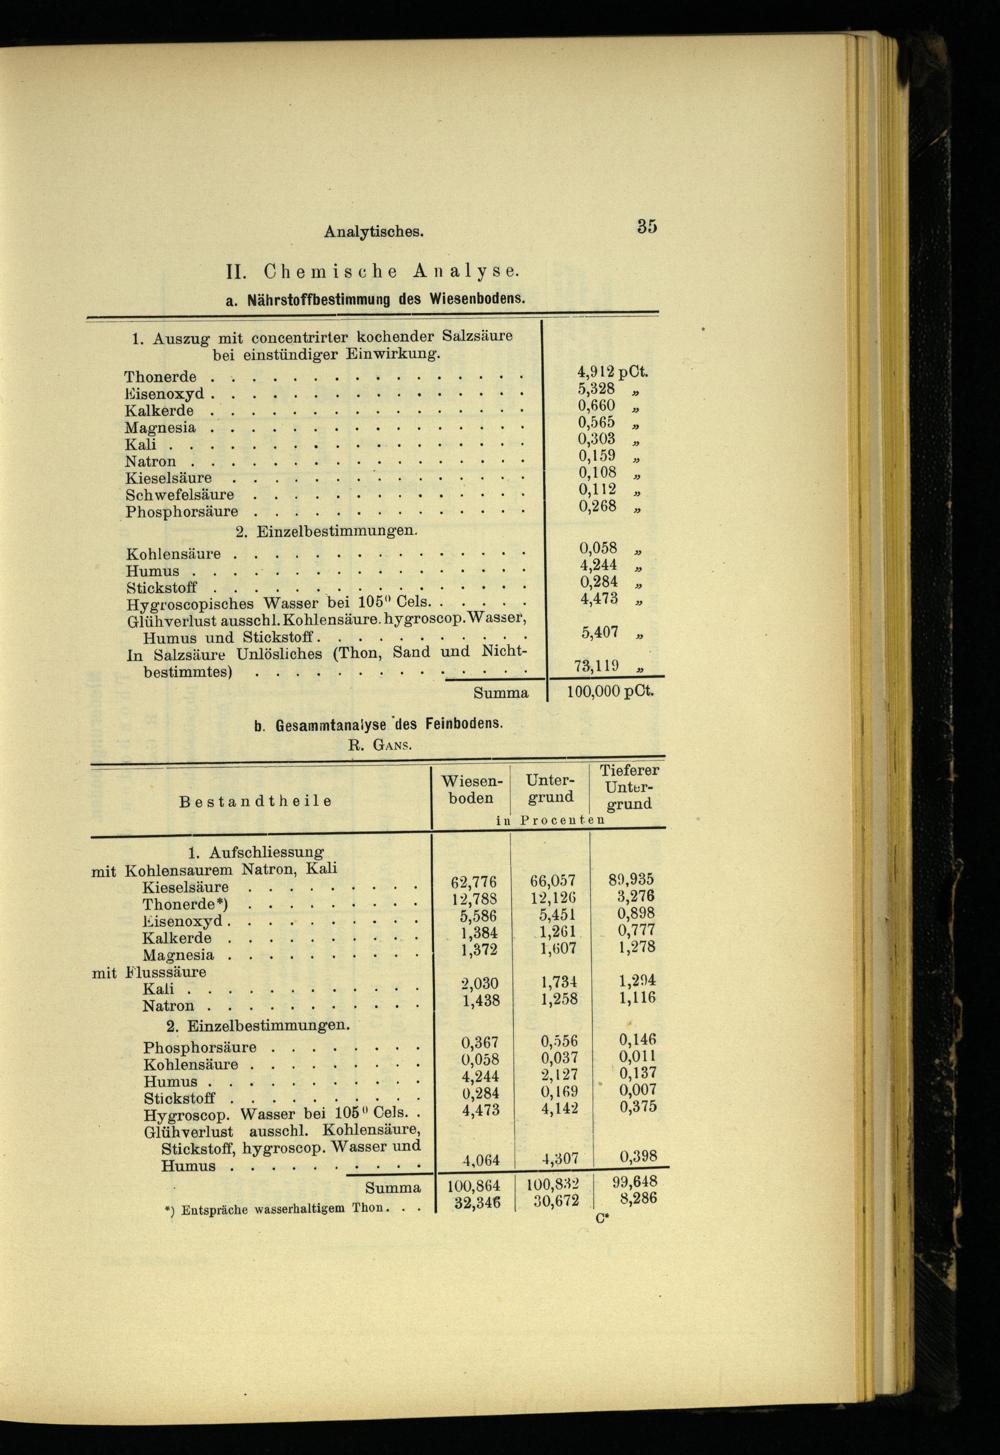 Analytisches. 35
II. Chemische Analyse.
a. Nährstoffbestimmung des Wiesenbodens.
1. Auszug mit concentrirter kochender Salzsäure
bei einstündiger Einwirkung.
Thonerde . . . . . . . . . . . . . . . . 4,912 pCt.
Eisenoxyd . . . . . . . . . . . . . . . . 5,328 „
Kalkerde . . . . . . . . . . . . . . . . 0,660 „
Magnesia . . . . . . . . . . . . . . . . 0,565 „
Kali . . . . . . . . . . . . . . . . . . 0,303 „
Natron . . . . . . . . . . . . . . . . . 0,159 „
Kieselsäure . . . . . . . . . . . . . . . 0,108 „
Schwefelsäure . . . . . . . . . . . . . . 0,112 „
Phosphorsäure . . . . . . . . . . . . . . 0,268 „
2. Einzelbestimmungen.
Kohlensäure . . . . . . . . . . . . . . . 0,058 „
Humus . . . . . . . . . . . . . . . . . 4,244 „
Stickstoff . . . . . . . . . . . . . . . . 0,284 „
Hygroscopisches Wasser bei 105⁰ Cels. . . . . . 4,473 „
Glühverlust ausschl. Kohlensäure. hygroscop. Wasser,
Humus und Stickstoff . . . . . . . . . . . 5,407 „
In Salzsäure Unlösliches (Thon, Sand und Nicht-
bestimmtes) . . . . . . . . . . . . . . 73,119 „
Summa 100,000 pCt.
b. Gesammtanalyse des Feinbodens.
R. Gans.
Bestandtheile
Wiesen-
boden
Unter-
grund
Tieferer
Unter-
grund
in Procenten
1. Aufschliessung
mit Kohlensaurem Natron, Kali
Kieselsäure . . . . . . . . . 62,776 66,057 89,935
Thonerde*) . . . . . . . . . 12,788 12,126 3,276
Eisenoxyd . . . . . . . . . . 5,586 5,451 0,898
Kalkerde . . . . . . . . . . 1,384 1,261 0,777
Magnesia . . . . . . . . . . 1,372 1,607 1,278
mit Flusssäure
Kali . . . . . . . . . . . . 2,030 1,734 1,294
Natron . . . . . . . . . . . 1,438 1,258 1,116
2. Einzelbestimmungen.
Phosphorsäure . . . . . . . . 0,367 0,556 0,146
Kohlensäure . . . . . . . . . 0,058 0,037 0,011
Humus . . . . . . . . . . . 4,244 2,127 0,137
Stickstoff . . . . . . . . . . 0,284 0,169 0,007
Hygroscop. Wasser bei 105⁰ Cels. . 4,473 4,142 0,375
Glühverlust ausschl. Kohlensäure,
Stickstoff, hygroscop. Wasser und
Humus . . . . . . . . . . 4,064 4,307 0,398
Summa 100,864 100,832 99,648
*) Entspräche wasserhaltigem Thon . . . 32,346 30,672 8,286
C*